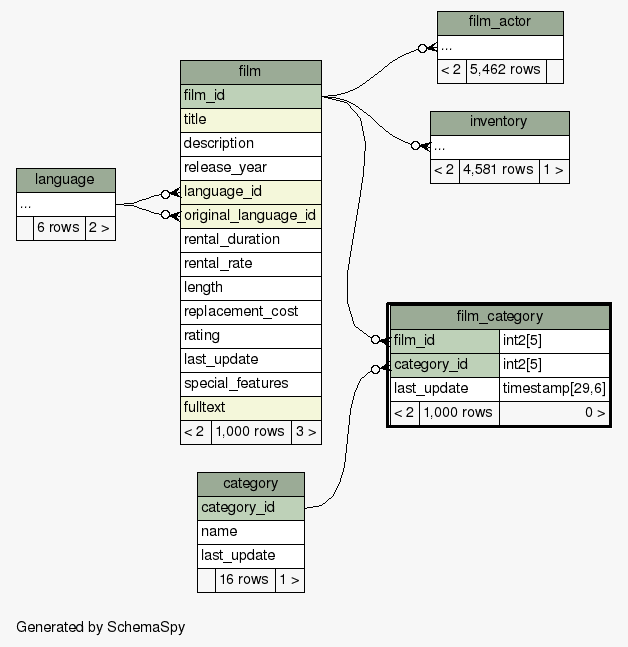 film_actor
...
< 2 5,462 rows
film
film_id
title
description
release_year
language_id
original_language_id
rental_duration
rental_rate
length
replacement_cost
rating
last_update
special_features
fulltext
< 2 1,000 rows 3 >
inventory
...
< 2 4,581 rows 1 >
language
...
6 rows 2 >
film_category
film_id int2[5]
category_id int2[5]
last_update timestamp[29,6]
< 2 1,000 rows 0 >
category
category_id
name
last_update
16 rows 1 >
Generated by SchemaSpy